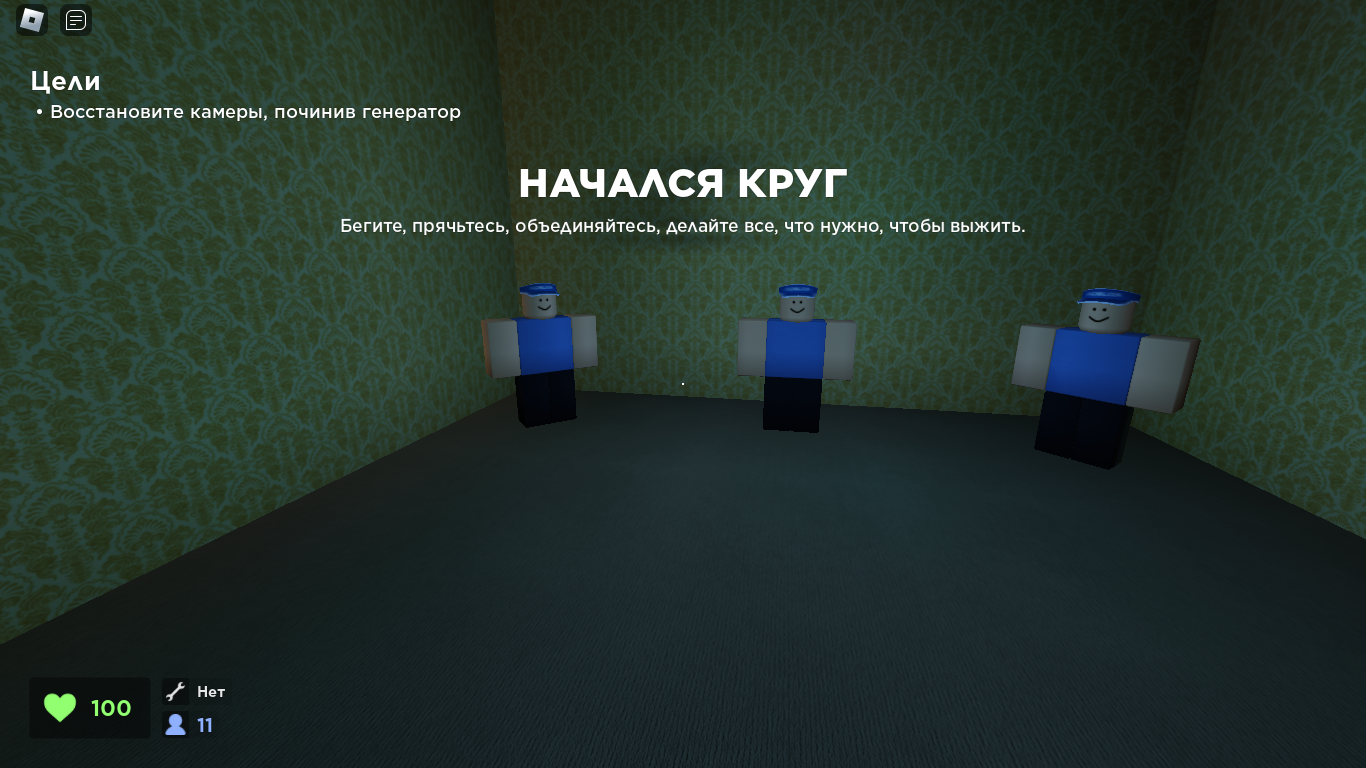 Цели
• Восстановите камеры, починив генератор
НАЧАЛСЯ КРУГ
Бегите, прячьтесь, объединяйтесь, делайте все, что нужно, чтобы выжить.
100
Нет
11